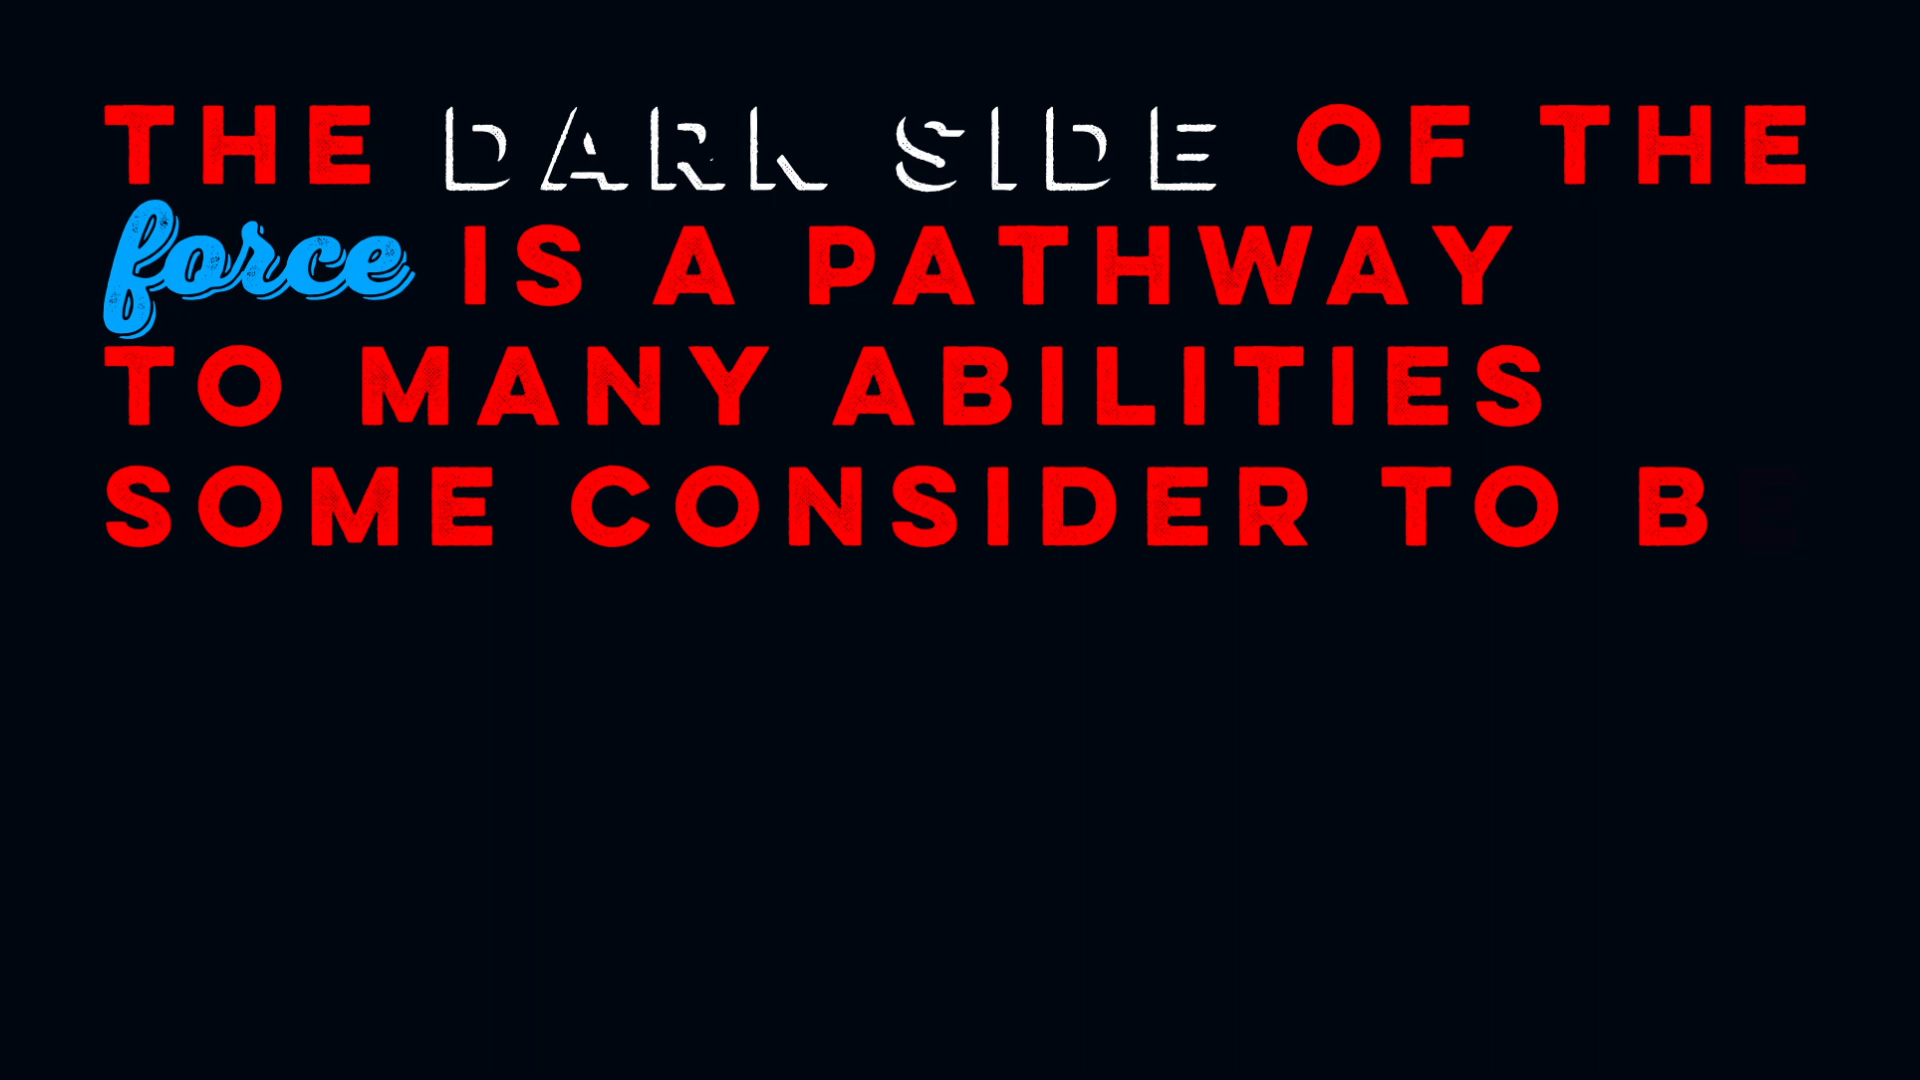 THE DARK SIDE OF THE
force IS A PATHWAY
TO MANY ABILITIES
SOME CONSIDER TO B